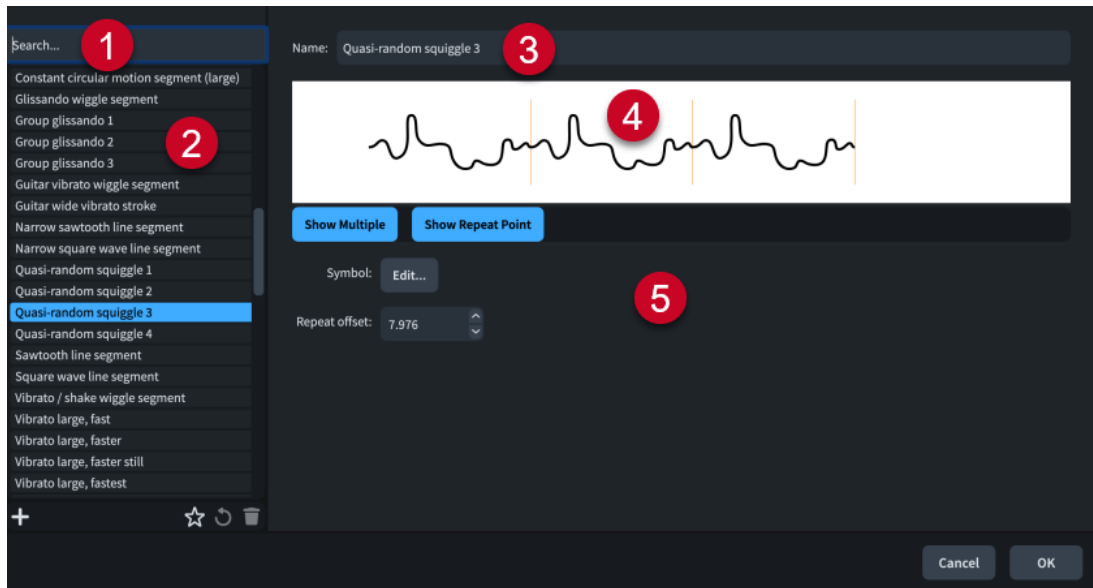 Search...
1
Constant circular motion segment (large)
Glissando wiggle segment
Group glissando 1
Group glissando 2
Group glissando 3
2
Guitar vibrato wiggle segment
Guitar wide vibrato stroke
Narrow sawtooth line segment
Narrow square wave line segment
Quasi-random squiggle 1
Quasi-random squiggle 2
Quasi-random squiggle 3
Quasi-random squiggle 4
Sawtooth line segment
Square wave line segment
Vibrato / shake wiggle segment
Vibrato large, fast
Vibrato large, faster
Vibrato large, faster still
Vibrato large, fastest
Name: Quasi-random squiggle 3
3
4
Show Multiple Show Repeat Point
Symbol: Edit...
5
Repeat offset: 7.976
Cancel OK